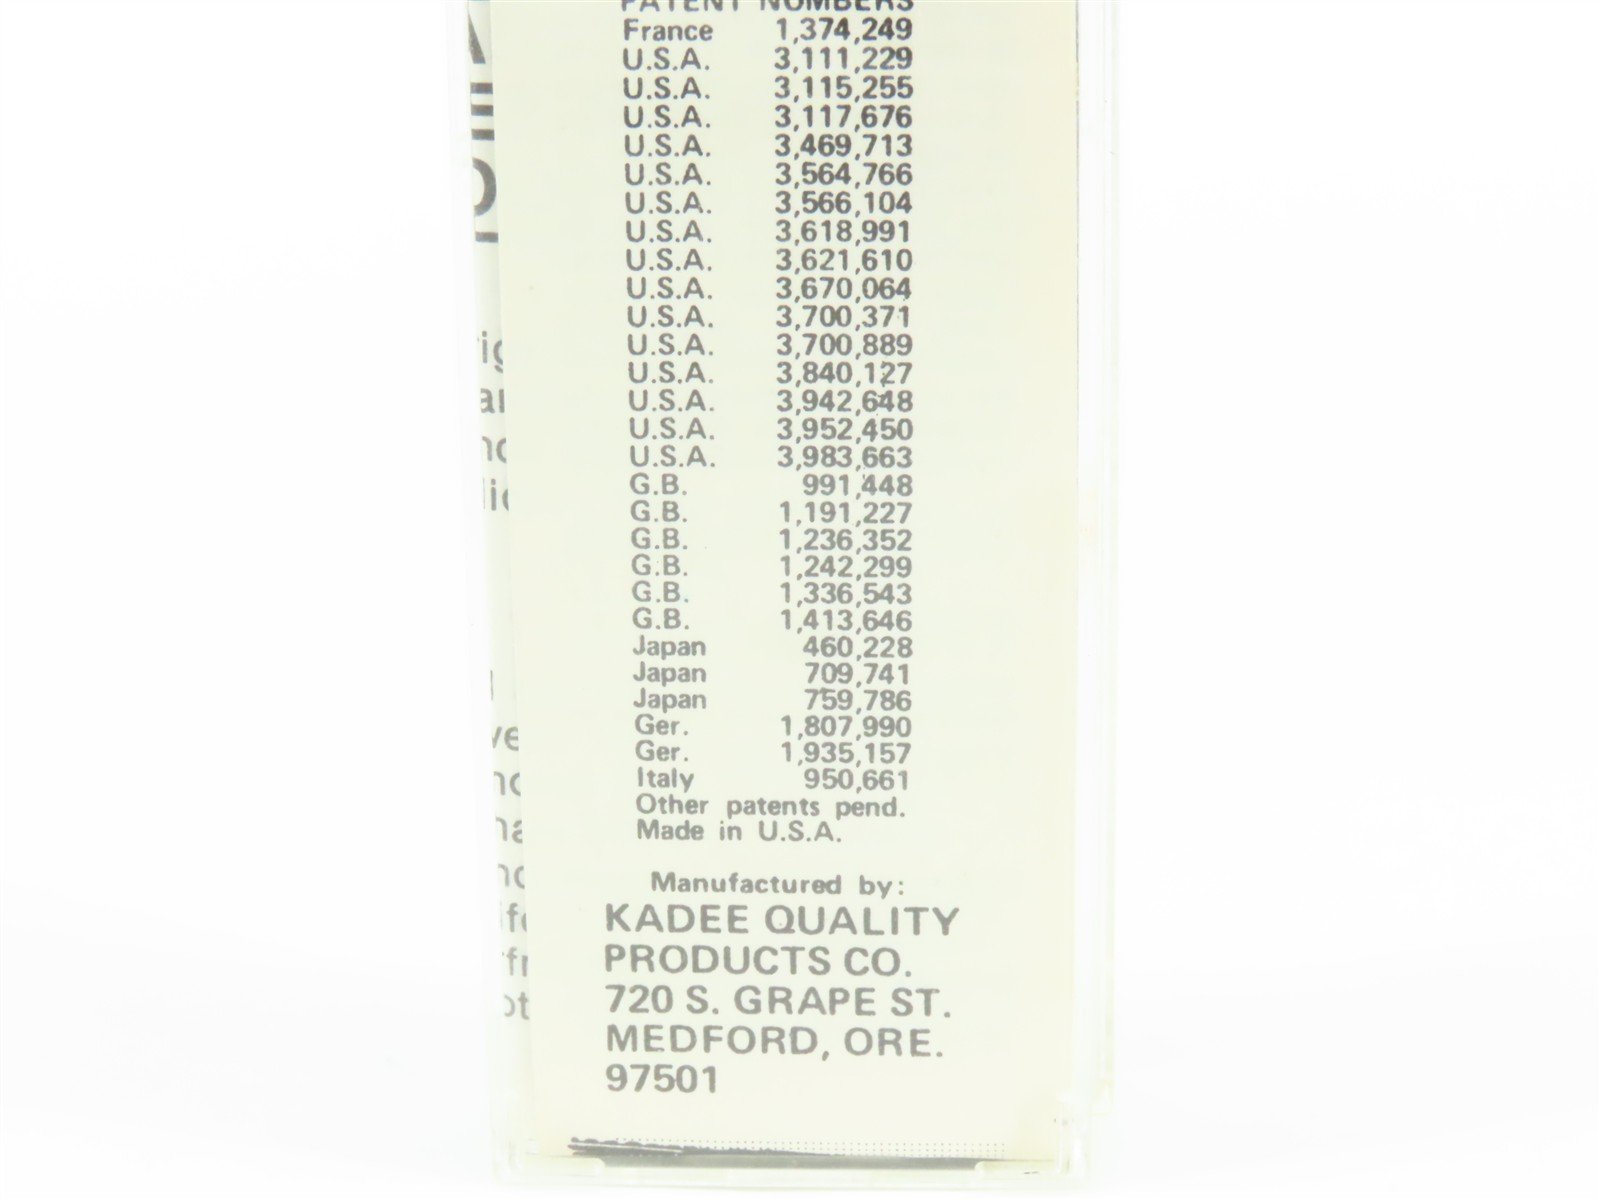 PATENT NUMBERS
France 1,374,249
U.S.A. 3,111,229
U.S.A. 3,115,255
U.S.A. 3,117,676
U.S.A. 3,469,713
U.S.A. 3,564,766
U.S.A. 3,566,104
U.S.A. 3,618,991
U.S.A. 3,621,610
U.S.A. 3,670,064
U.S.A. 3,700,371
U.S.A. 3,700,889
U.S.A. 3,840,127
U.S.A. 3,942,648
U.S.A. 3,952,450
U.S.A. 3,983,663
G.B. 991,448
G.B. 1,191,227
G.B. 1,236,352
G.B. 1,242,299
G.B. 1,336,543
G.B. 1,413,646
Japan 460,228
Japan 709,741
Japan 759,786
Ger. 1,807,990
Ger. 1,935,157
Italy 950,661
Other patents pend.
Made in U.S.A.
Manufactured by:
KADEE QUALITY
PRODUCTS CO.
720 S. GRAPE ST.
MEDFORD, ORE.
97501